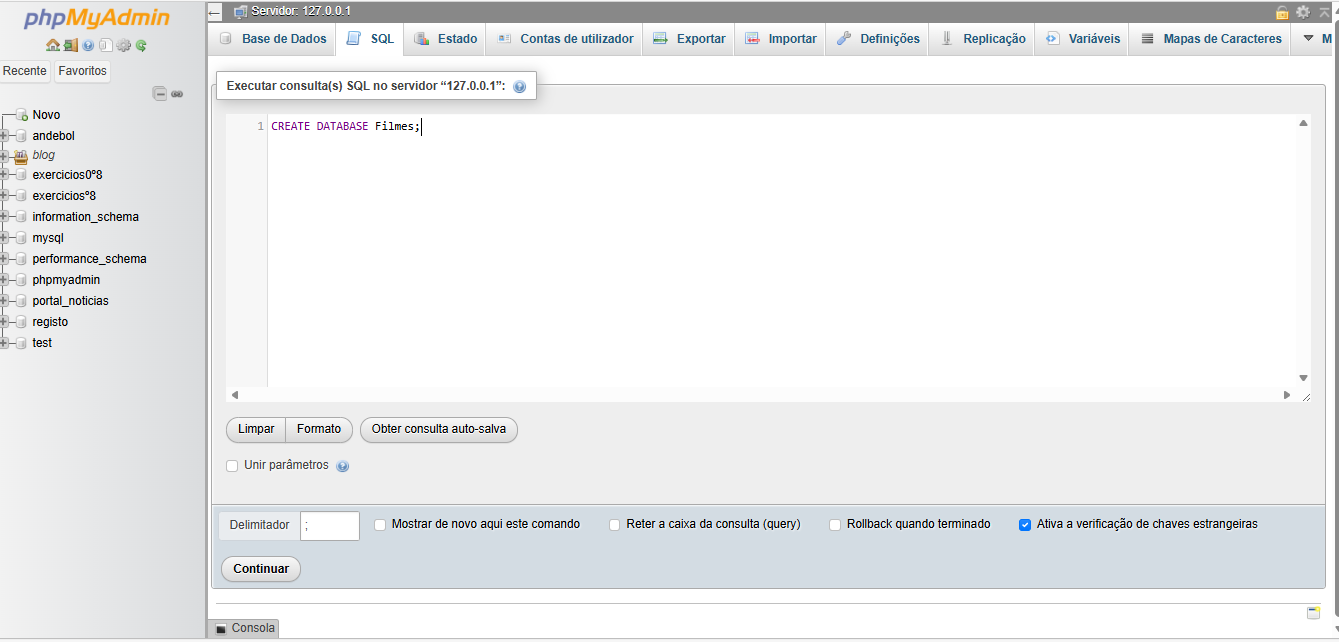 phpMyAdmin
Recente Favoritos
Novo
andebol
blog
exercicios0º8
exerciciosº8
information_schema
mysql
performance_schema
phpmyadmin
portal_noticias
registo
test
Servidor: 127.0.0.1
Base de Dados SQL Estado Contas de utilizador Exportar Importar Definições Replicação Variáveis Mapas de Caracteres M
Executar consulta(s) SQL no servidor “127.0.0.1”:
1 CREATE DATABASE Filmes;
Limpar Formato Obter consulta auto-salva
Unir parâmetros
Delimitador ; Mostrar de novo aqui este comando Reter a caixa da consulta (query) Rollback quando terminado Ativa a verificação de chaves estrangeiras
Continuar
Consola